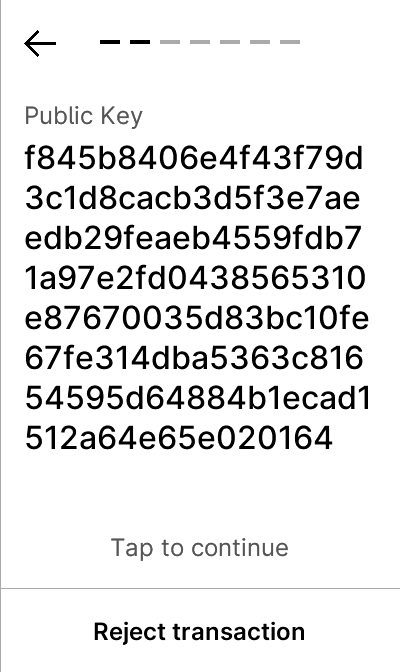 Public Key
f845b8406e4f43f79d
3c1d8cacb3d5f3e7ae
edb29feaeb4559fdb7
1a97e2fd0438565310
e87670035d83bc10fe
67fe314dba5363c816
54595d64884b1ecad1
512a64e65e020164
Tap to continue
Reject transaction